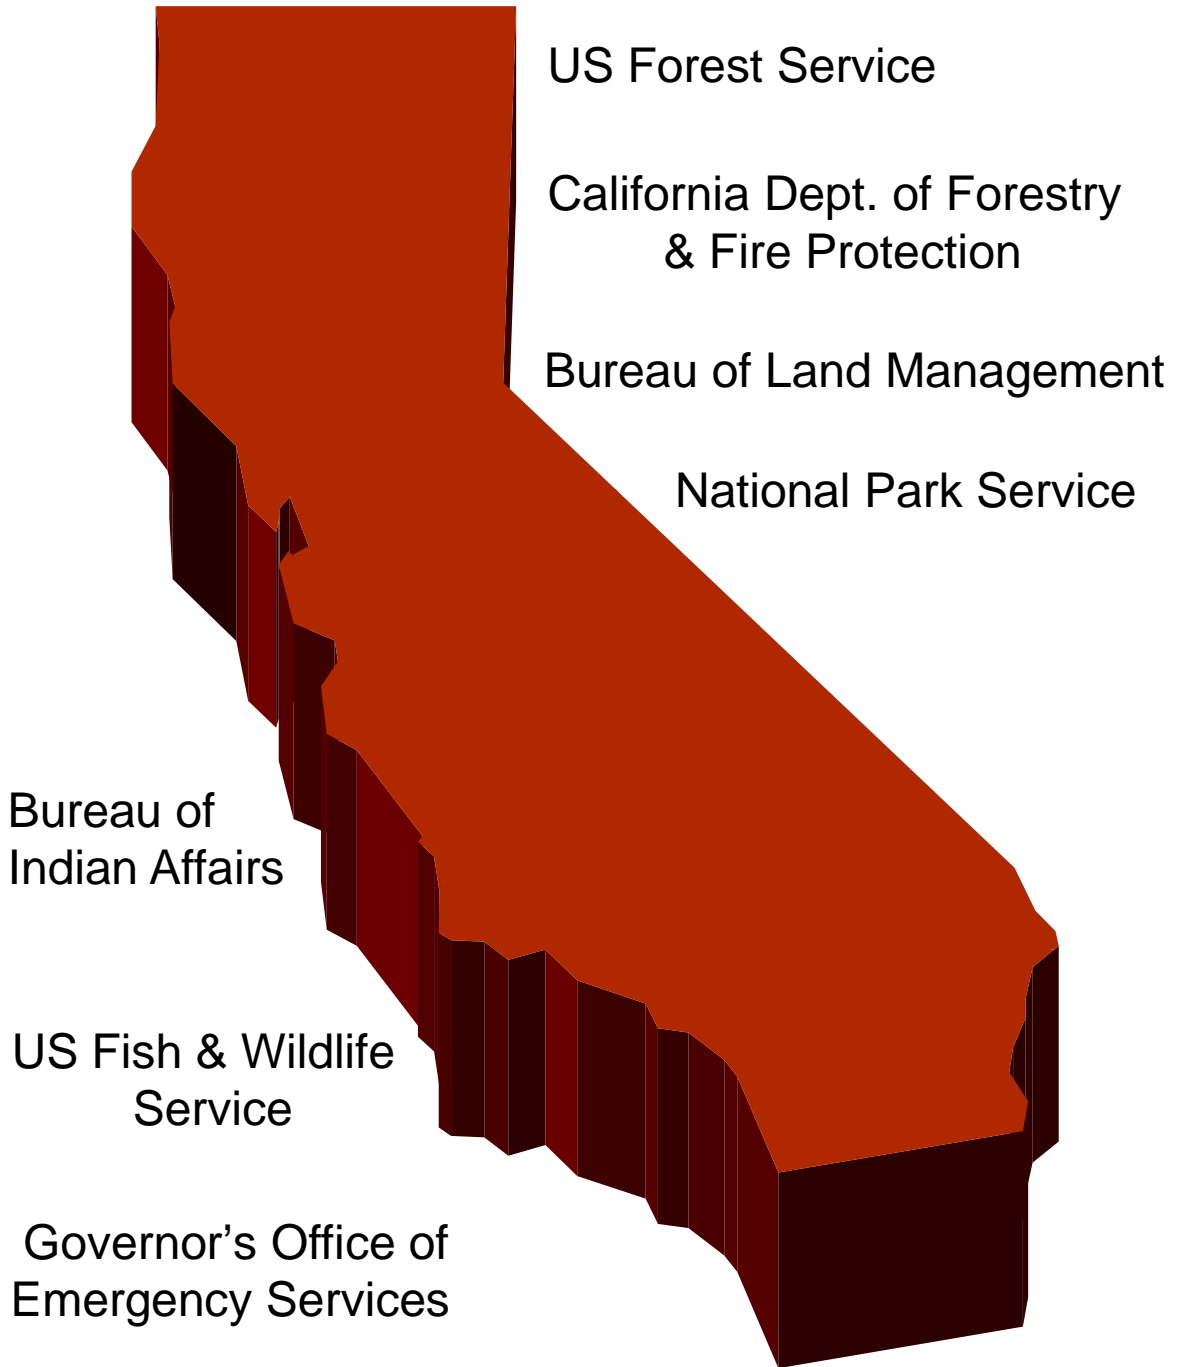 US Forest Service
California Dept. of Forestry
& Fire Protection
Bureau of Land Management
National Park Service
Bureau of
Indian Affairs
US Fish & Wildlife
Service
Governor’s Office of
Emergency Services